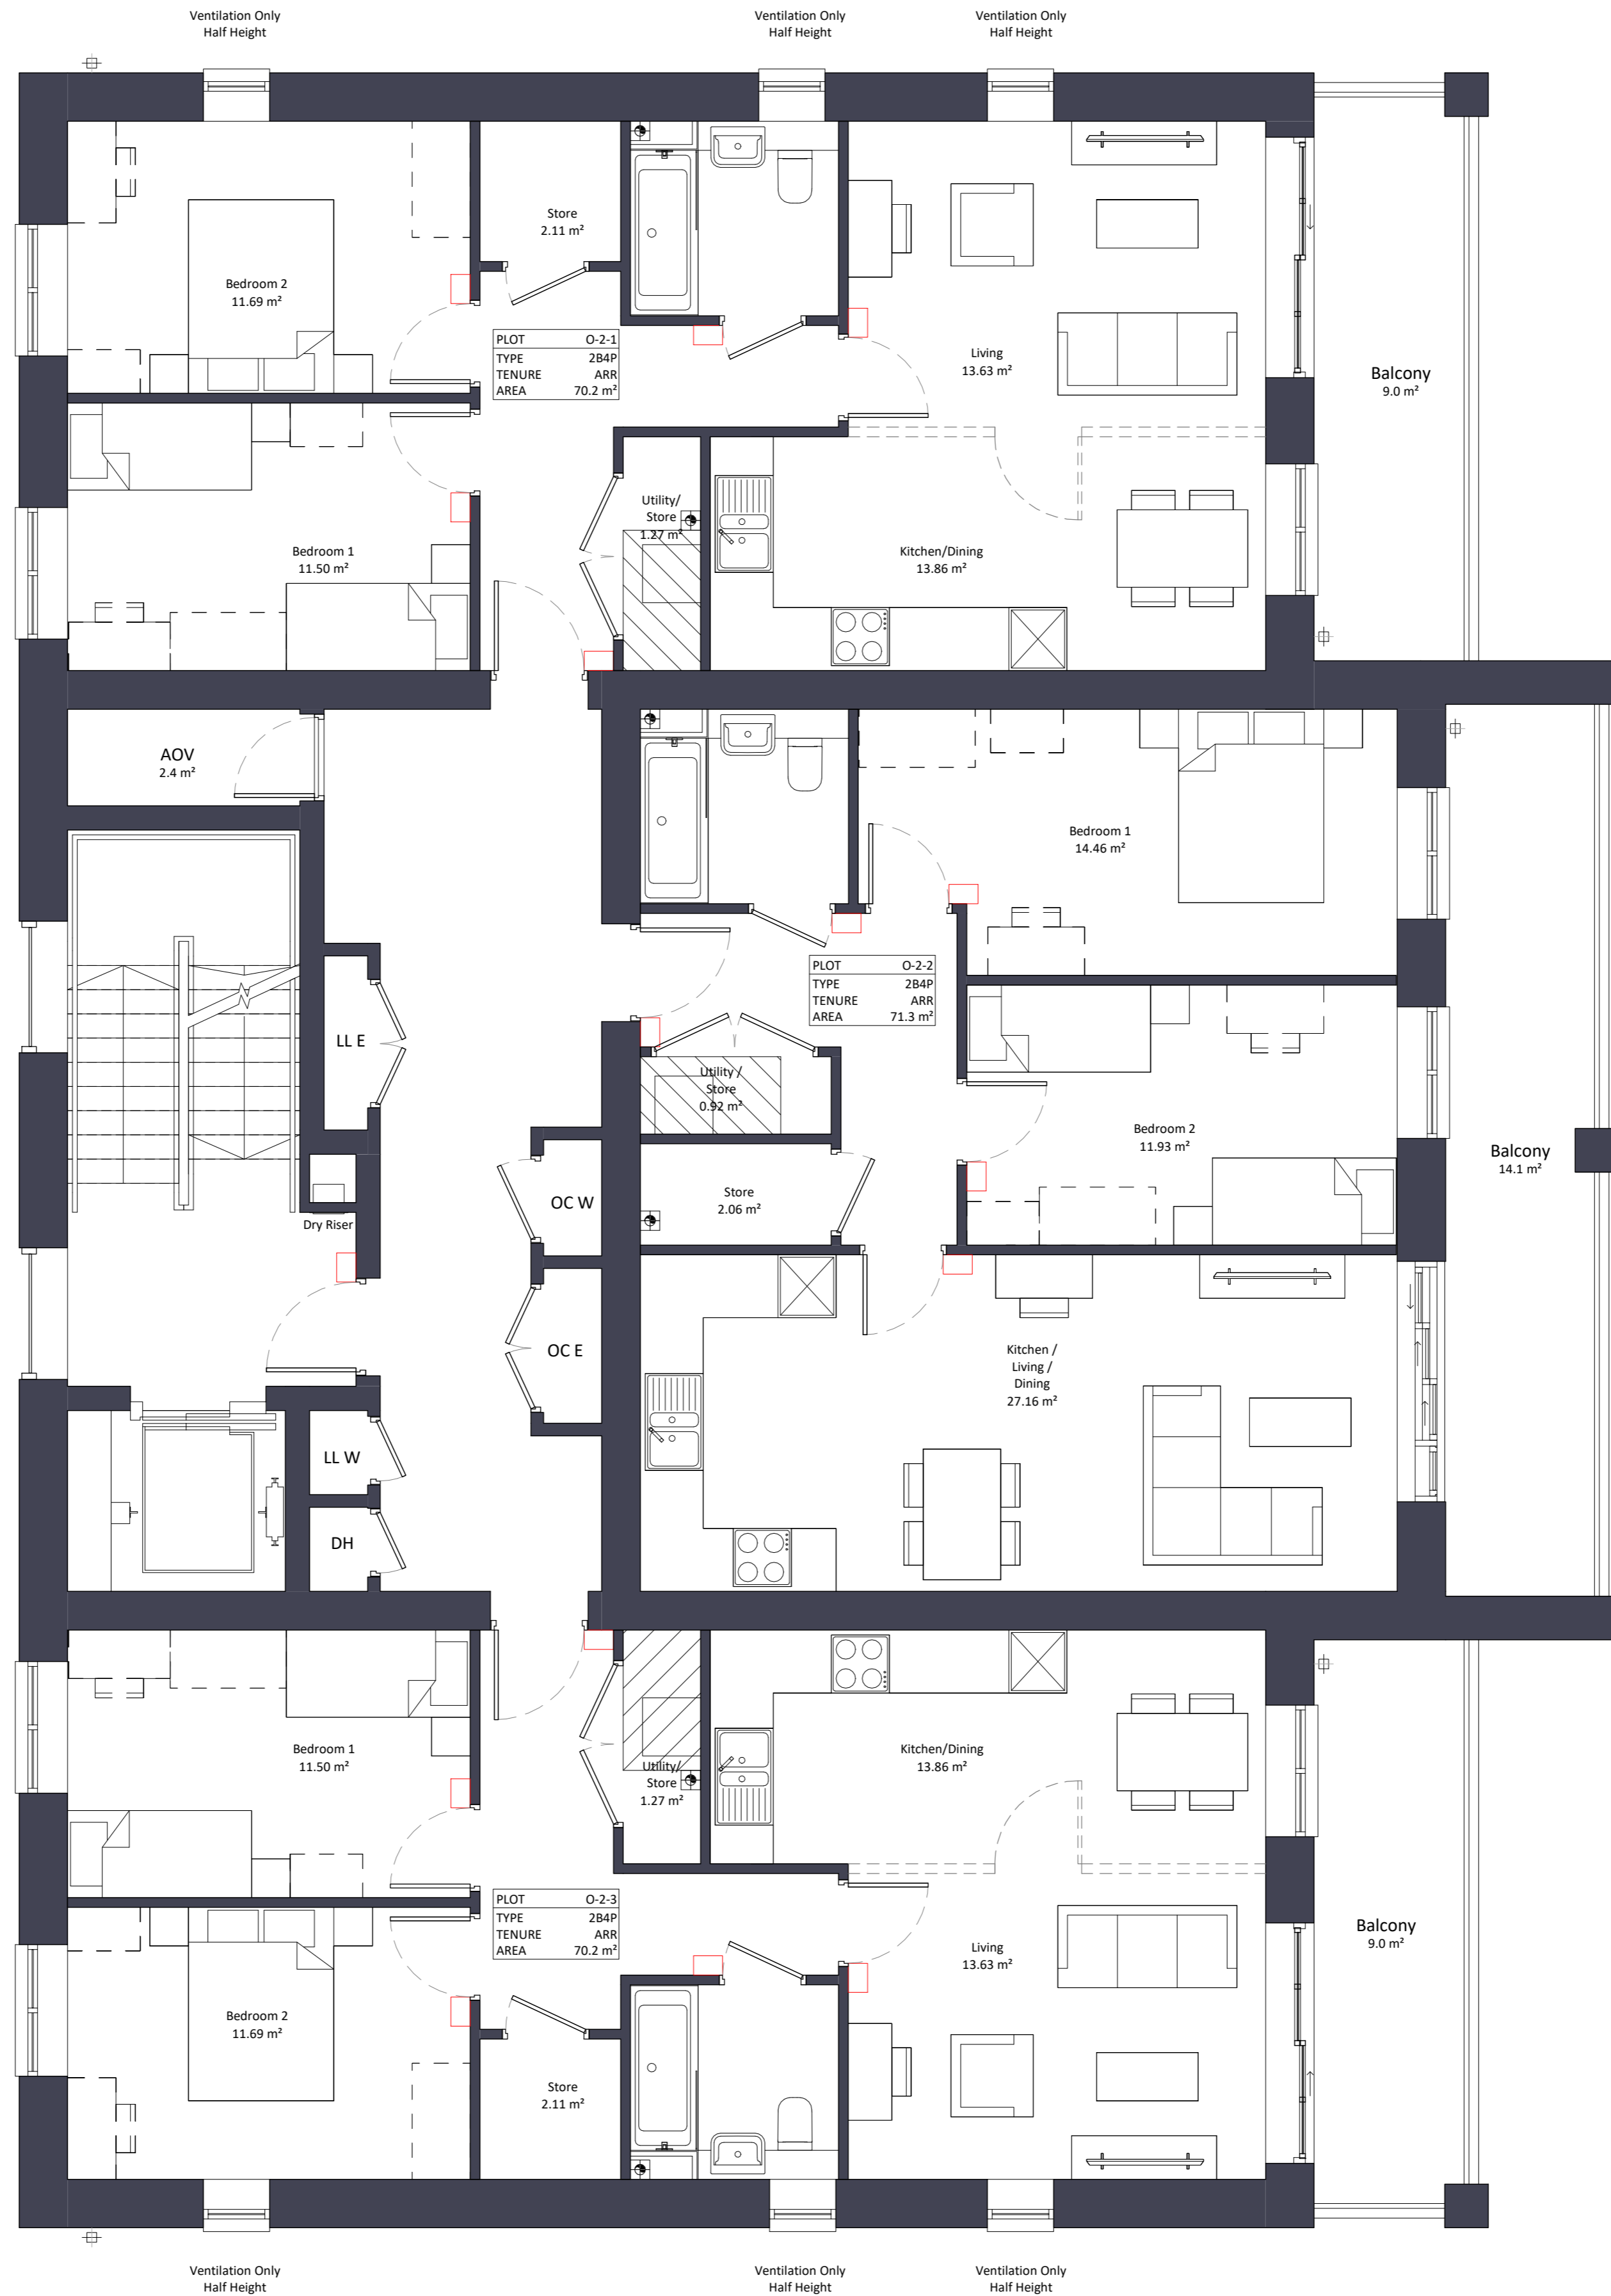 Ventilation Only
Half Height
Ventilation Only
Half Height
Ventilation Only
Half Height
Store
2.11 m²
Bedroom 2
11.69 m²
PLOT O-2-1
TYPE 2B4P
TENURE ARR
AREA 70.2 m²
Living
13.63 m²
Balcony
9.0 m²
Utility/
Store
1.27 m²
Bedroom 1
11.50 m²
Kitchen/Dining
13.86 m²
AOV
2.4 m²
Bedroom 1
14.46 m²
PLOT O-2-2
TYPE 2B4P
TENURE ARR
AREA 71.3 m²
LL E
Utility /
Store
0.92 m²
Bedroom 2
11.93 m²
Balcony
14.1 m²
OC W
Store
2.06 m²
Dry Riser
OC E
Kitchen /
Living /
Dining
27.16 m²
LL W
DH
Bedroom 1
11.50 m²
Kitchen/Dining
13.86 m²
Utility/
Store
1.27 m²
PLOT O-2-3
TYPE 2B4P
TENURE ARR
AREA 70.2 m²
Living
13.63 m²
Balcony
9.0 m²
Bedroom 2
11.69 m²
Store
2.11 m²
Ventilation Only
Half Height
Ventilation Only
Half Height
Ventilation Only
Half Height